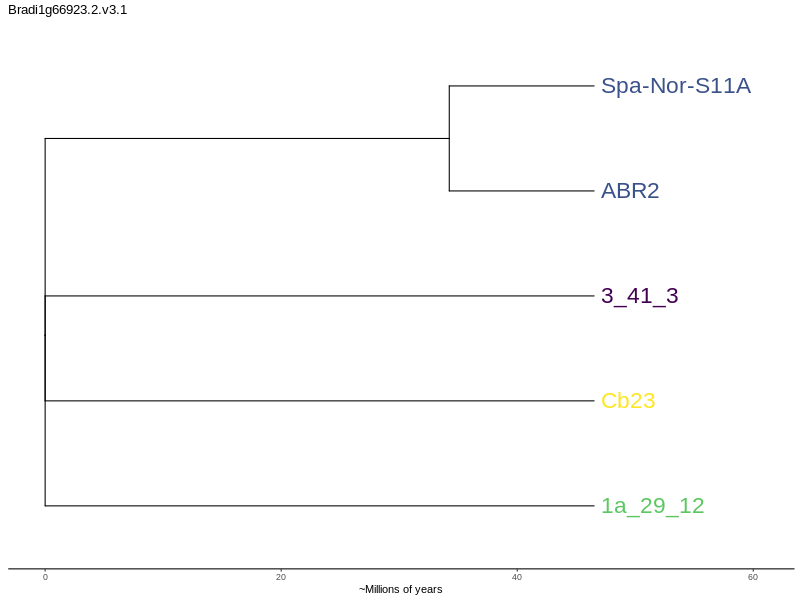 Bradi1g66923.2.v3.1
Spa-Nor-S11A
ABR2
3_41_3
Cb23
1a_29_12
0 20 40 60
~Millions of years